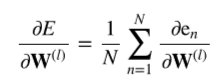 ∂E/∂𝐖^(l) = 1/N ∑_{n=1}^{N} ∂e_n/∂𝐖^(l)